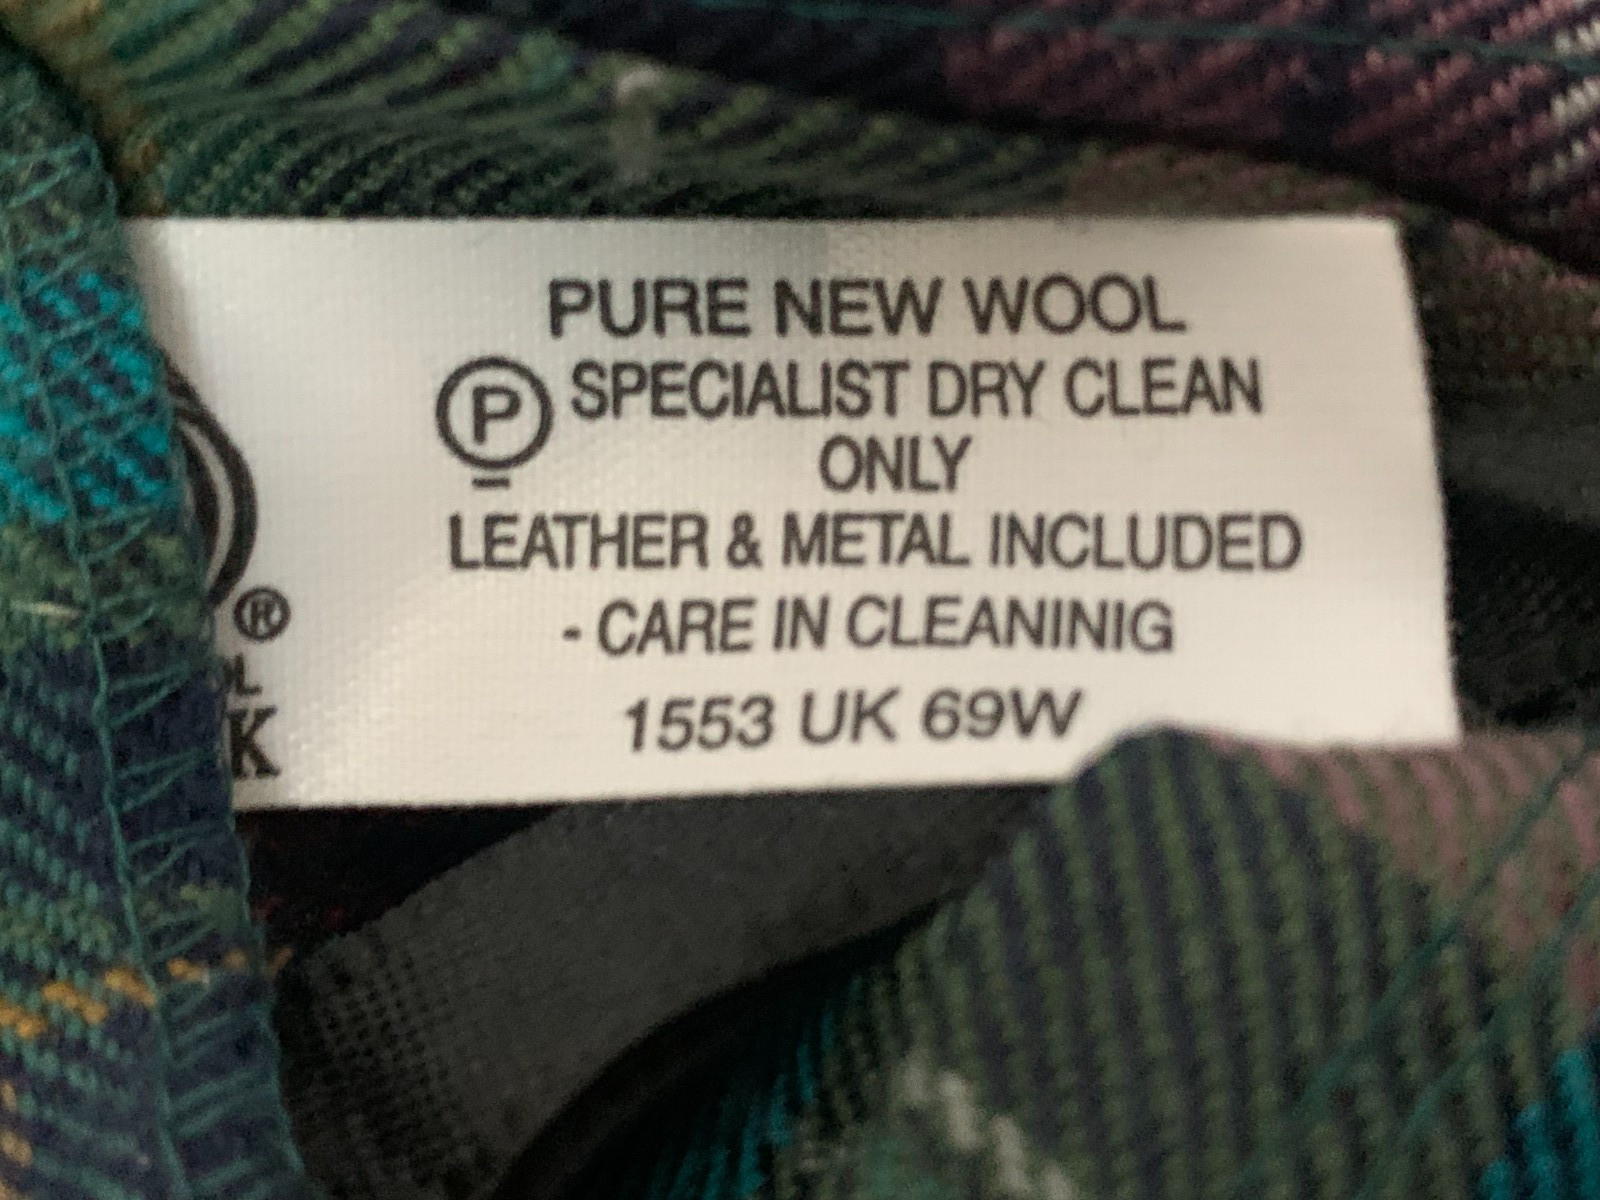 PURE NEW WOOL
P SPECIALIST DRY CLEAN
ONLY
LEATHER & METAL INCLUDED
- CARE IN CLEANINIG
1553 UK 69W
®